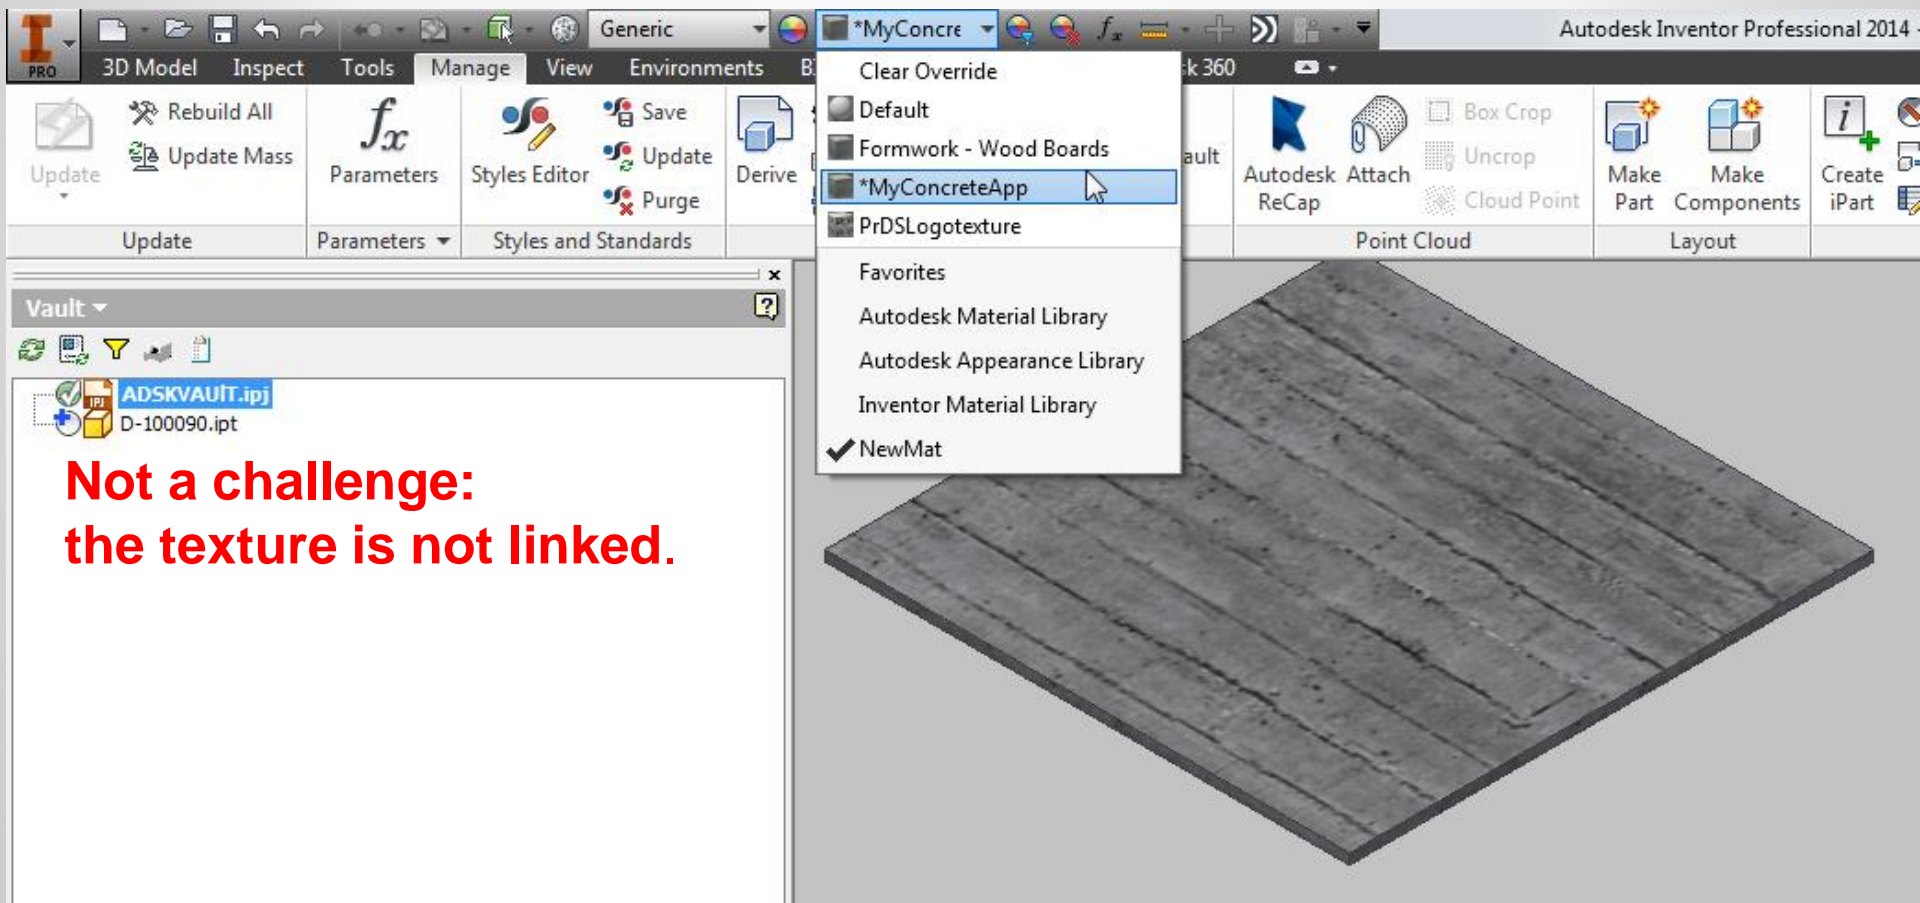 Generic
*MyConcre
fx
Autodesk Inventor Professional 2014 -
PRO
3D Model Inspect Tools Manage View Environments B
sk 360
Update
Rebuild All
Update Mass
Update
fx
Parameters
Parameters
Styles Editor
Save
Update
Purge
Styles and Standards
Derive
ault
Autodesk
ReCap
Attach
Box Crop
Uncrop
Cloud Point
Point Cloud
Make
Part
Make
Components
Layout
i
Create
iPart
Clear Override
Default
Formwork - Wood Boards
*MyConcreteApp
PrDSLogotexture
Favorites
Autodesk Material Library
Autodesk Appearance Library
Inventor Material Library
NewMat
Vault
?
IPJ
ADSKVAUlT.ipj
D-100090.ipt
Not a challenge:
the texture is not linked.